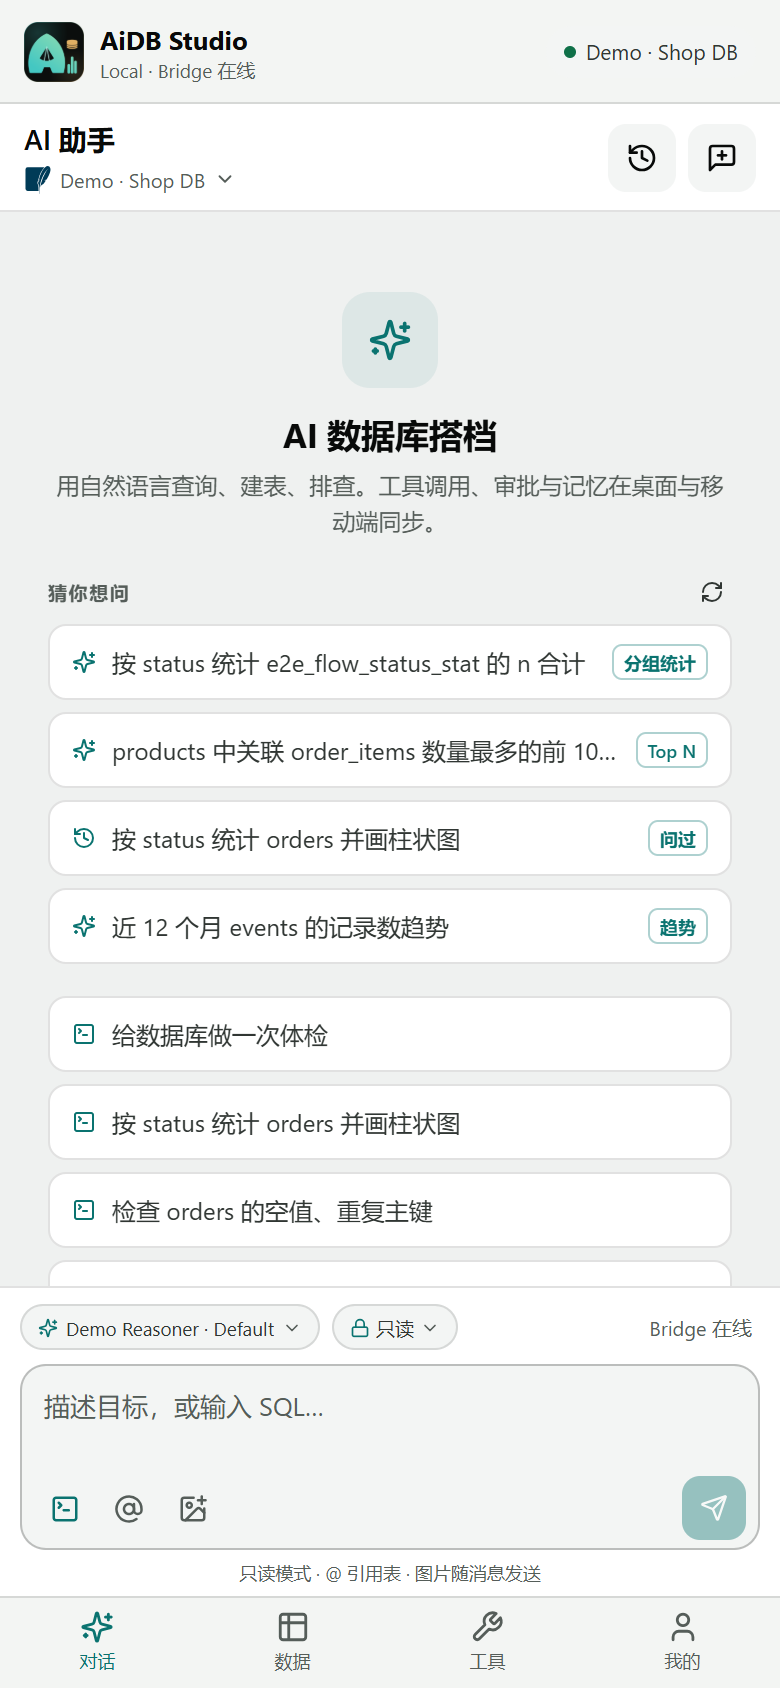 AiDB Studio
Local · Bridge 在线
Demo · Shop DB
AI 助手
Demo · Shop DB
AI 数据库搭档
用自然语言查询、建表、排查。工具调用、审批与记忆在桌面与移
动端同步。
猜你想问
按 status 统计 e2e_flow_status_stat 的 n 合计
分组统计
products 中关联 order_items 数量最多的前 10...
Top N
按 status 统计 orders 并画柱状图
问过
近 12 个月 events 的记录数趋势
趋势
给数据库做一次体检
按 status 统计 orders 并画柱状图
检查 orders 的空值、重复主键
Demo Reasoner · Default
只读
Bridge 在线
描述目标，或输入 SQL...
只读模式 · @ 引用表 · 图片随消息发送
对话
数据
工具
我的